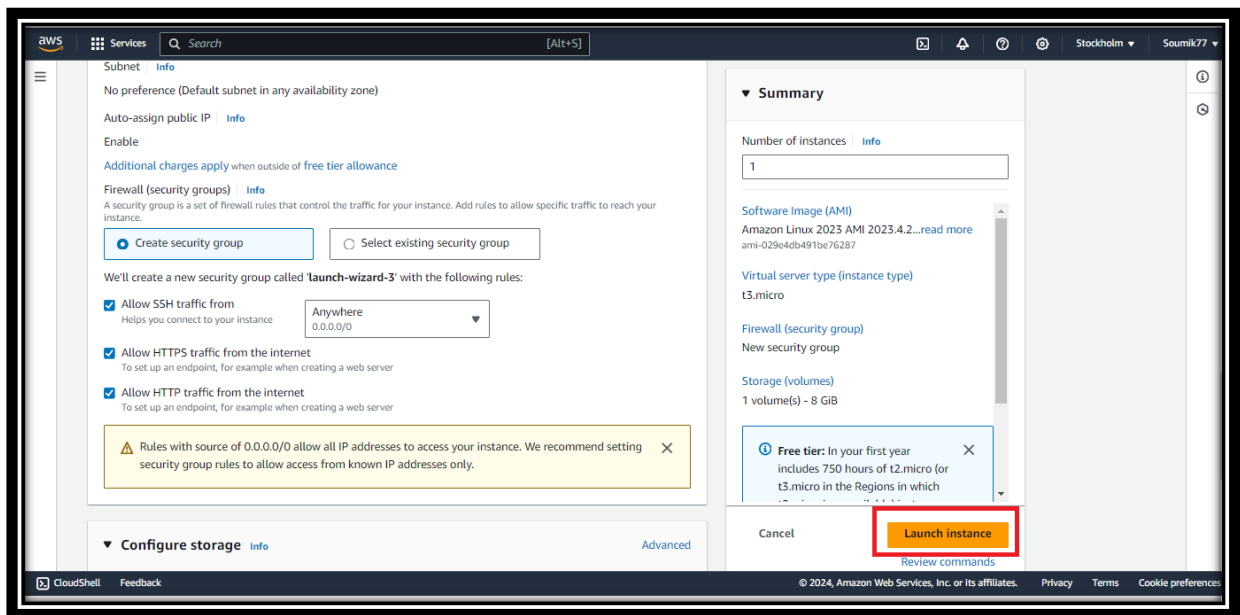 aws
Services
Search
[Alt+S]
Stockholm
Soumik77
Subnet Info
No preference (Default subnet in any availability zone)
Auto-assign public IP Info
Enable
Additional charges apply when outside of free tier allowance
Firewall (security groups) Info
A security group is a set of firewall rules that control the traffic for your instance. Add rules to allow specific traffic to reach your
instance.
Create security group
Select existing security group
We'll create a new security group called 'launch-wizard-3' with the following rules:
Allow SSH traffic from
Helps you connect to your instance
Anywhere
0.0.0.0/0
Allow HTTPS traffic from the internet
To set up an endpoint, for example when creating a web server
Allow HTTP traffic from the internet
To set up an endpoint, for example when creating a web server
Rules with source of 0.0.0.0/0 allow all IP addresses to access your instance. We recommend setting
security group rules to allow access from known IP addresses only.
Configure storage Info
Advanced
Summary
Number of instances Info
1
Software Image (AMI)
Amazon Linux 2023 AMI 2023.4.2...read more
ami-029e4db491be76287
Virtual server type (instance type)
t3.micro
Firewall (security group)
New security group
Storage (volumes)
1 volume(s) - 8 GiB
Free tier: In your first year
includes 750 hours of t2.micro (or
t3.micro in the Regions in which
Cancel
Launch instance
Review commands
CloudShell
Feedback
© 2024, Amazon Web Services, Inc. or its affiliates.
Privacy
Terms
Cookie preferences